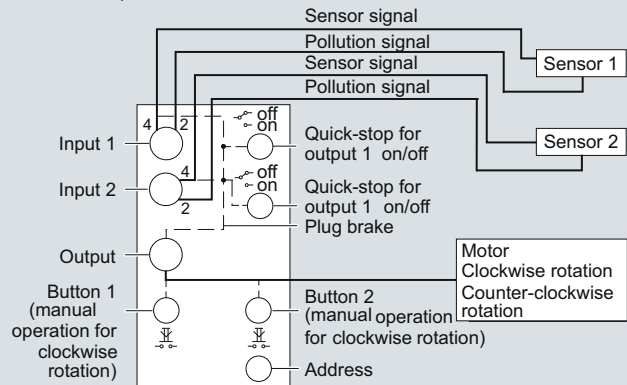 Sensor signal
Pollution signal
Sensor signal
Pollution signal
Sensor 1
Sensor 2
4 2
off
on
Input 1
Quick-stop for
output 1 on/off
4
off
on
Input 2
2
Quick-stop for
output 1 on/off
Plug brake
Output
Motor
Clockwise rotation
Counter-clockwise
rotation
Button 1
(manual
operation for
clockwise
rotation)
Button 2
(manual operation
for clockwise rotation)
Address